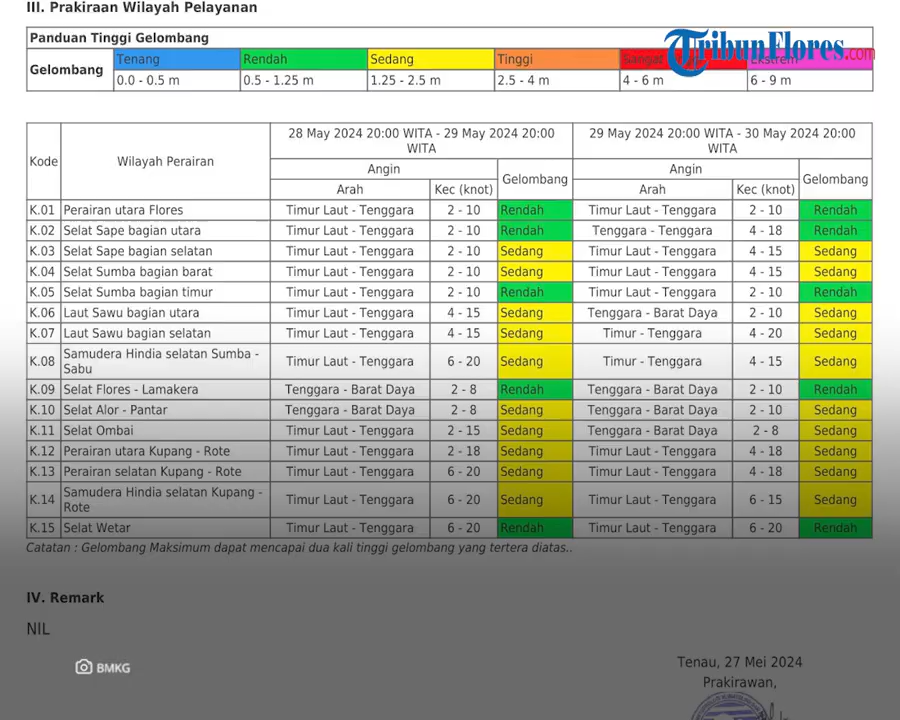 III. Prakiraan Wilayah Pelayanan
TribunFlores.com
Panduan Tinggi Gelombang
Gelombang Tenang Rendah Sedang Tinggi Sangat Ekstrem
0.0 - 0.5 m 0.5 - 1.25 m 1.25 - 2.5 m 2.5 - 4 m 4 - 6 m 6 - 9 m
Kode Wilayah Perairan 28 May 2024 20:00 WITA - 29 May 2024 20:00 WITA 29 May 2024 20:00 WITA - 30 May 2024 20:00 WITA
Angin Gelombang Angin Gelombang
Arah Kec (knot) Arah Kec (knot)
K.01 Perairan utara Flores Timur Laut - Tenggara 2 - 10 Rendah Timur Laut - Tenggara 2 - 10 Rendah
K.02 Selat Sape bagian utara Timur Laut - Tenggara 2 - 10 Rendah Tenggara - Tenggara 4 - 18 Rendah
K.03 Selat Sape bagian selatan Timur Laut - Tenggara 2 - 10 Sedang Timur Laut - Tenggara 4 - 15 Sedang
K.04 Selat Sumba bagian barat Timur Laut - Tenggara 2 - 10 Sedang Timur Laut - Tenggara 4 - 15 Sedang
K.05 Selat Sumba bagian timur Timur Laut - Tenggara 2 - 10 Rendah Timur Laut - Tenggara 2 - 10 Rendah
K.06 Laut Sawu bagian utara Timur Laut - Tenggara 4 - 15 Sedang Tenggara - Barat Daya 2 - 10 Sedang
K.07 Laut Sawu bagian selatan Timur Laut - Tenggara 4 - 15 Sedang Timur - Tenggara 4 - 20 Sedang
K.08 Samudera Hindia selatan Sumba - Sabu Timur Laut - Tenggara 6 - 20 Sedang Timur - Tenggara 4 - 15 Sedang
K.09 Selat Flores - Lamakera Tenggara - Barat Daya 2 - 8 Rendah Tenggara - Barat Daya 2 - 10 Rendah
K.10 Selat Alor - Pantar Tenggara - Barat Daya 2 - 8 Sedang Tenggara - Barat Daya 2 - 10 Sedang
K.11 Selat Ombai Timur Laut - Tenggara 2 - 15 Sedang Tenggara - Barat Daya 2 - 8 Sedang
K.12 Perairan utara Kupang - Rote Timur Laut - Tenggara 2 - 18 Sedang Timur Laut - Tenggara 4 - 18 Sedang
K.13 Perairan selatan Kupang - Rote Timur Laut - Tenggara 6 - 20 Sedang Timur Laut - Tenggara 4 - 18 Sedang
K.14 Samudera Hindia selatan Kupang - Rote Timur Laut - Tenggara 6 - 20 Sedang Timur Laut - Tenggara 6 - 15 Sedang
K.15 Selat Wetar Timur Laut - Tenggara 6 - 20 Rendah Timur Laut - Tenggara 6 - 20 Rendah
Catatan : Gelombang Maksimum dapat mencapai dua kali tinggi gelombang yang tertera diatas..
IV. Remark
NIL
BMKG
Tenau, 27 Mei 2024
Prakirawan,